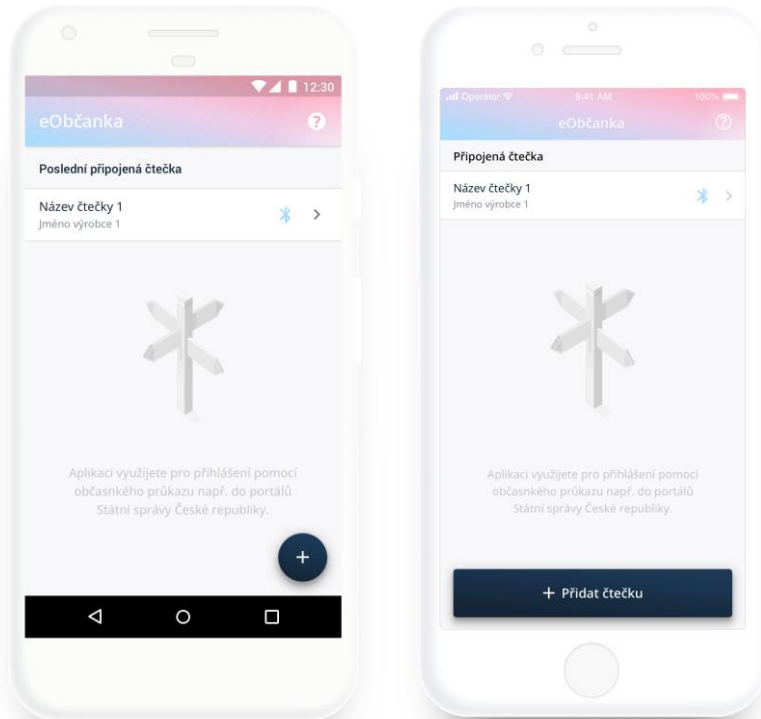 12:30
eObčanka
?
Poslední připojená čtečka
Název čtečky 1
Jméno výrobce 1
Aplikaci využijete pro přihlášení pomocí
občasnkého průkazu např. do portálů
Státní správy České republiky.
+
Operátor 9:41 AM 100%
eObčanka
?
Připojená čtečka
Název čtečky 1
Jméno výrobce 1
Aplikaci využijete pro přihlášení pomocí
občasnkého průkazu např. do portálů
Státní správy České republiky.
+ Přidat čtečku